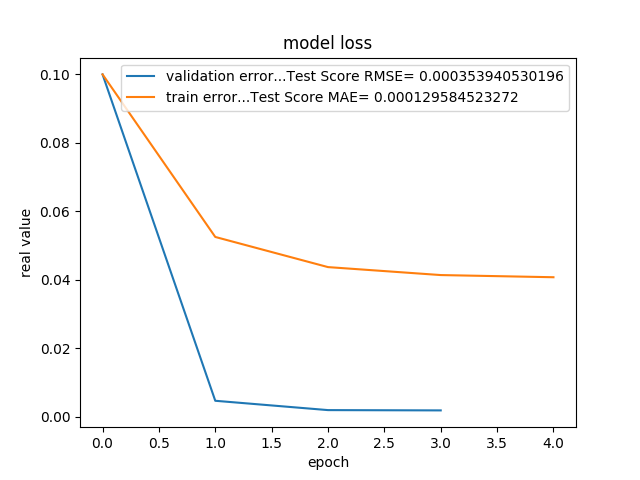 model loss
validation error...Test Score RMSE= 0.000353940530196
train error...Test Score MAE= 0.000129584523272
0.10
0.08
0.06
0.04
0.02
0.00
real value
0.0 0.5 1.0 1.5 2.0 2.5 3.0 3.5 4.0
epoch